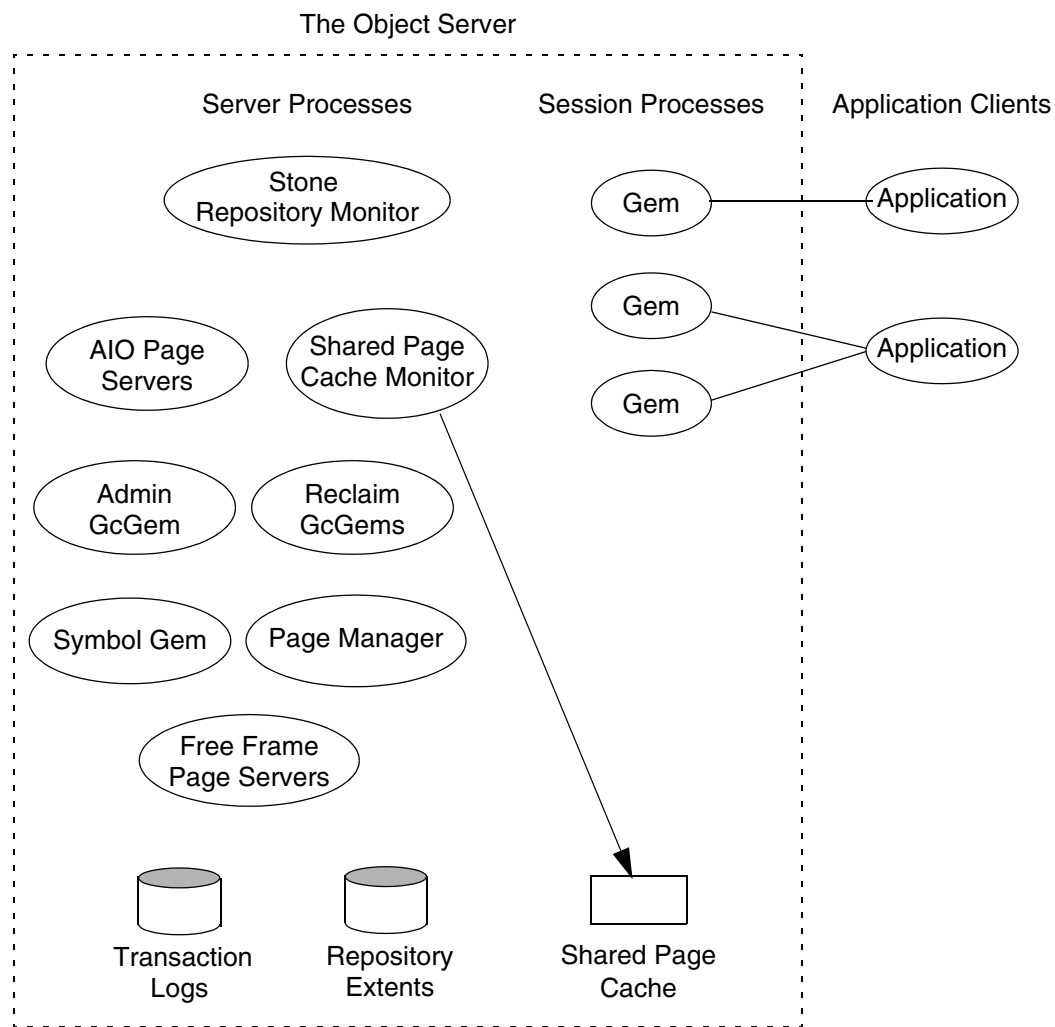 The Object Server
Server Processes
Session Processes
Application Clients
Stone
Repository Monitor
Gem
Application
Gem
AIO Page
Servers
Shared Page
Cache Monitor
Application
Gem
Admin
GcGem
Reclaim
GcGems
Symbol Gem
Page Manager
Free Frame
Page Servers
Transaction
Logs
Repository
Extents
Shared Page
Cache